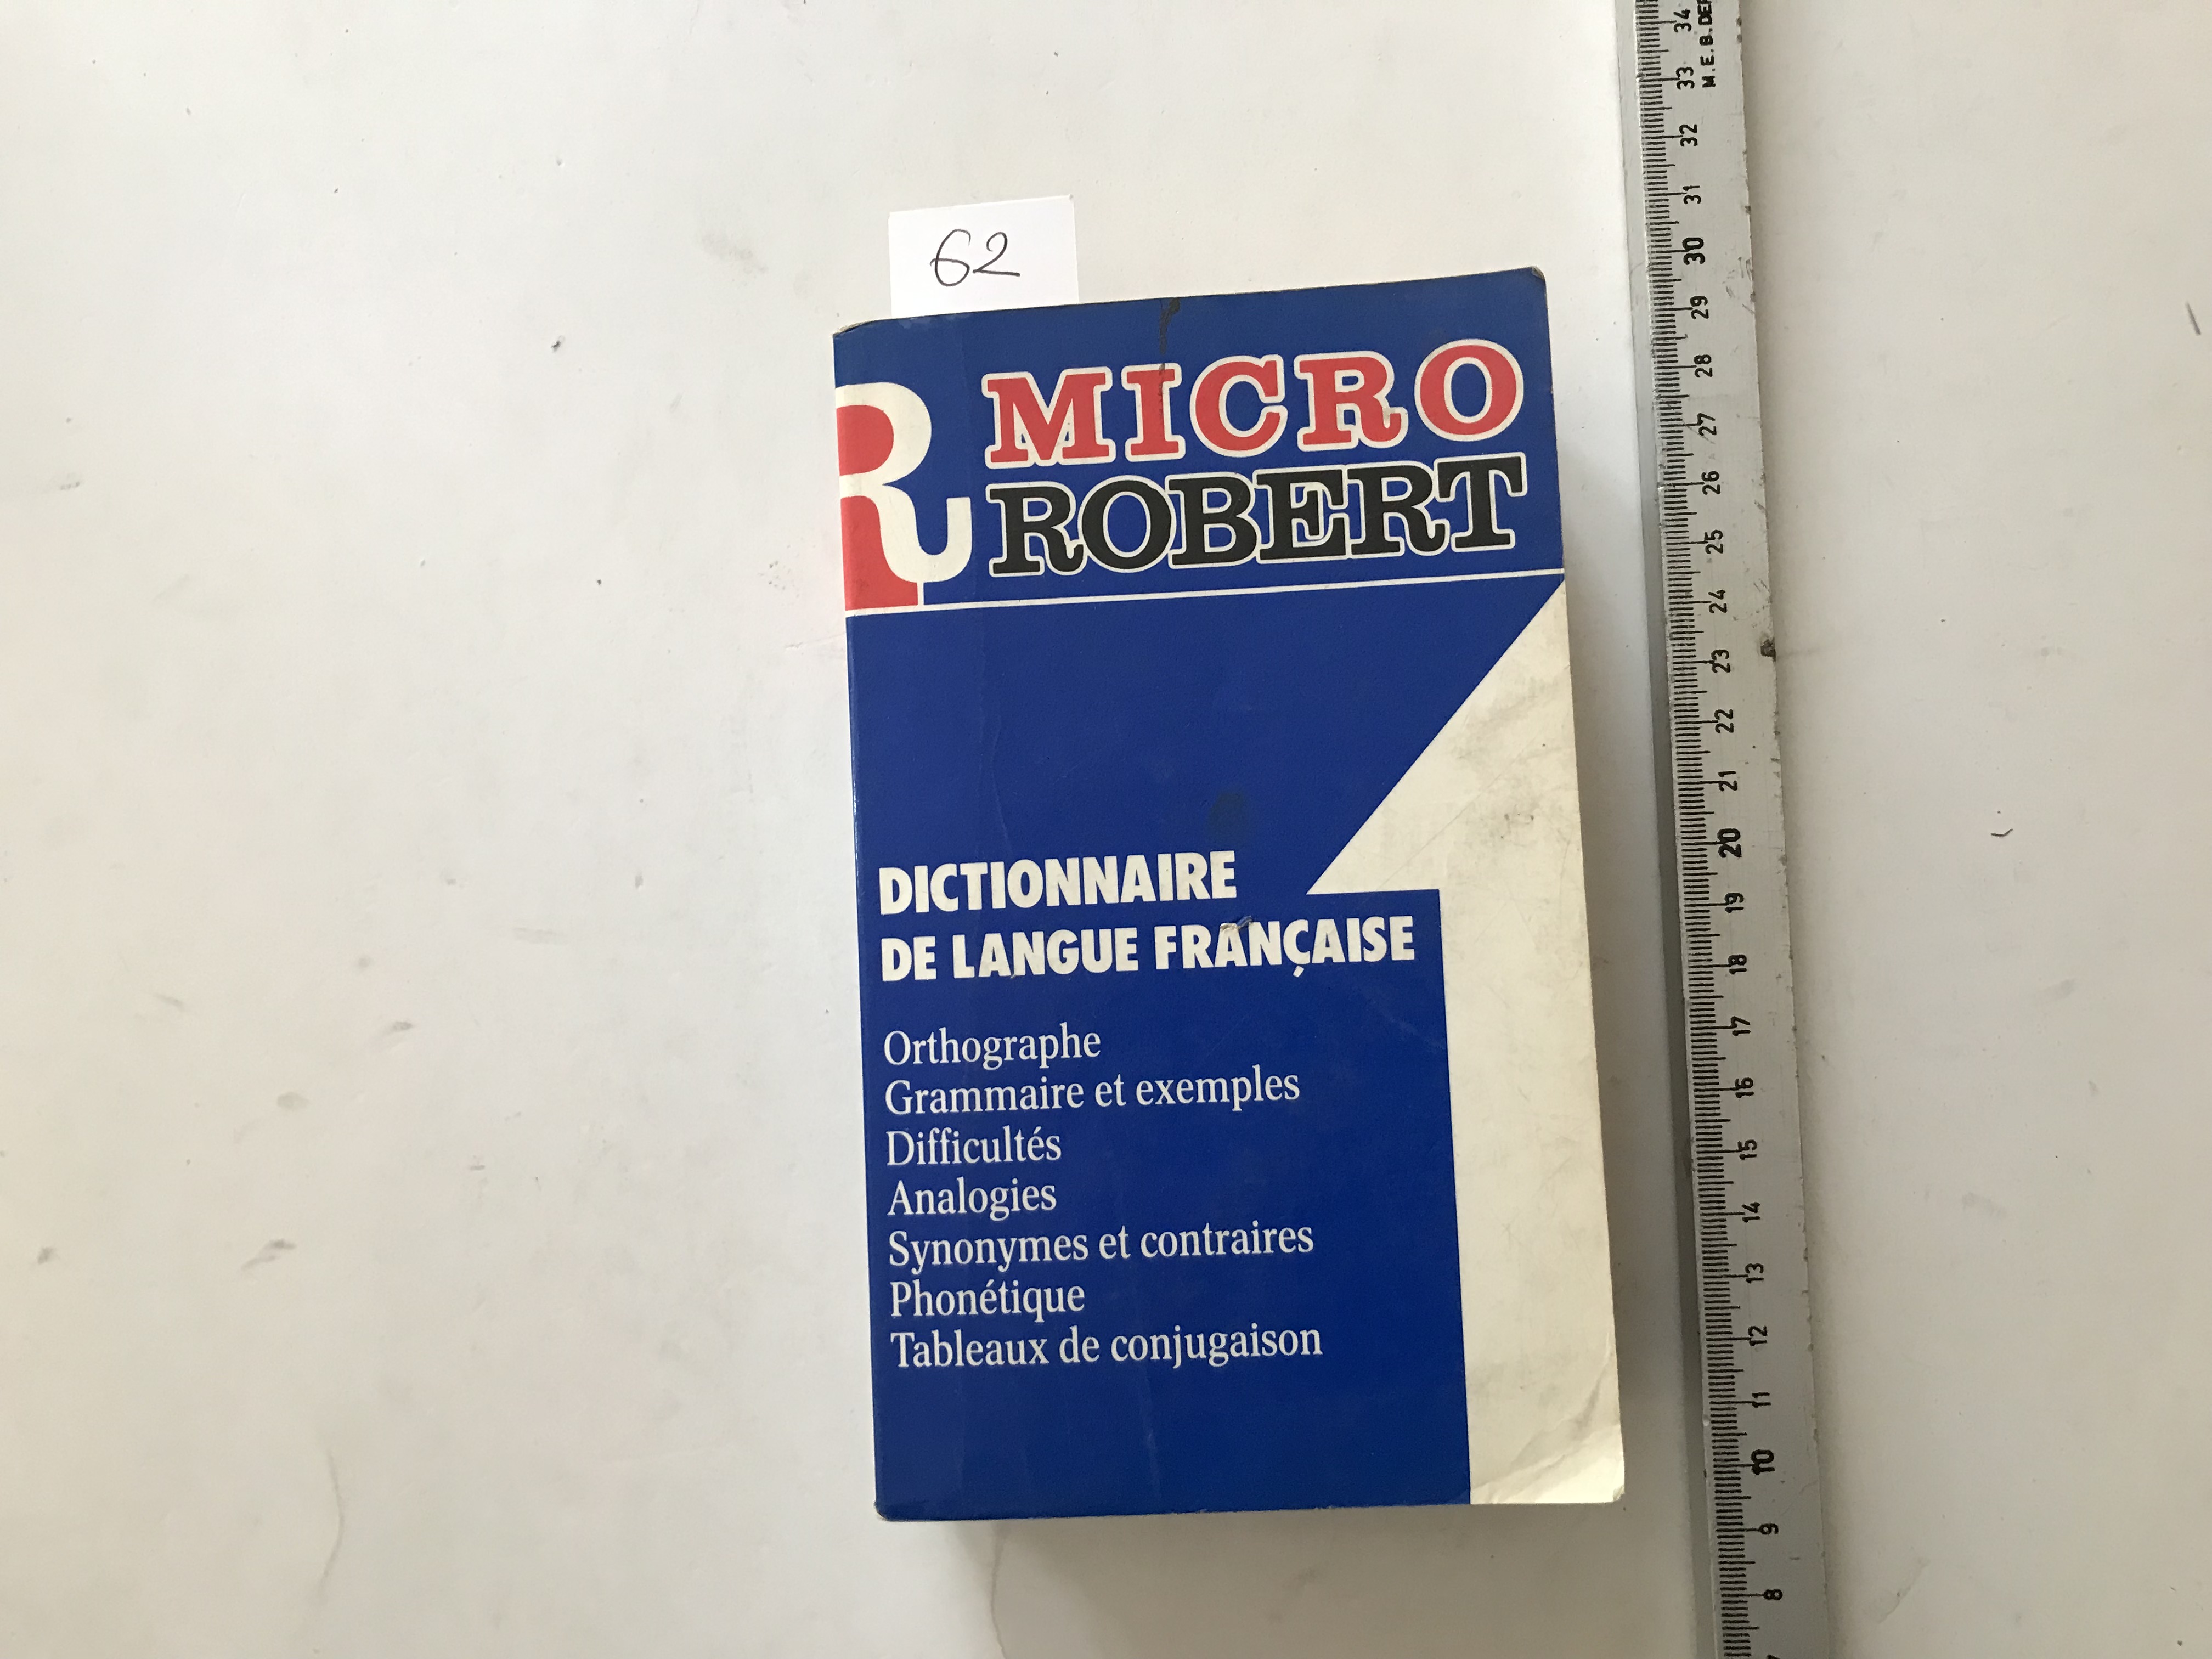 62
R
MICRO
ROBERT
DICTIONNAIRE
DE LANGUE FRANÇAISE
Orthographe
Grammaire et exemples
Difficultés
Analogies
Synonymes et contraires
Phonétique
Tableaux de conjugaison
M.E.B.DEP
34
33
32
31
30
29
28
27
26
25
24
23
22
21
20
19
18
17
16
15
14
13
12
11
10
9
8